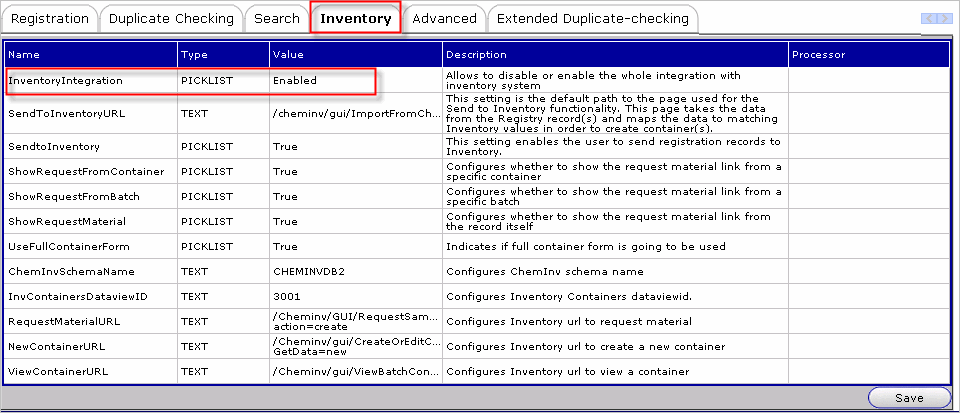 Registration Duplicate Checking Search Inventory Advanced Extended Duplicate-checking
Name Type Value Description Processor
InventoryIntegration PICKLIST Enabled Allows to disable or enable the whole integration with
inventory system
SendToInventoryURL TEXT /cheminv/gui/ImportFromCh... This setting is the default path to the page used for the
Send to Inventory functionality. This page takes the data
from the Registry record(s) and maps the data to matching
Inventory values in order to create container(s).
SendtoInventory PICKLIST True This setting enables the user to send registration records to
Inventory.
ShowRequestFromContainer PICKLIST True Configures whether to show the request material link from a
specific container
ShowRequestFromBatch PICKLIST True Configures whether to show the request material link from a
specific batch
ShowRequestMaterial PICKLIST True Configures whether to show the request material link from
the record itself
UseFullContainerForm PICKLIST True Indicates if full container form is going to be used
ChemInvSchemaName TEXT CHEMINVDB2 Configures ChemInv schema name
InvContainersDataviewID TEXT 3001 Configures Inventory Containers dataviewid.
RequestMaterialURL TEXT /Cheminv/GUI/RequestSam...
action=create Configures Inventory url to request material
NewContainerURL TEXT /Cheminv/gui/CreateOrEditC...
GetData=new Configures Inventory url to create a new container
ViewContainerURL TEXT /Cheminv/gui/ViewBatchCon... Configures Inventory url to view a container
Save